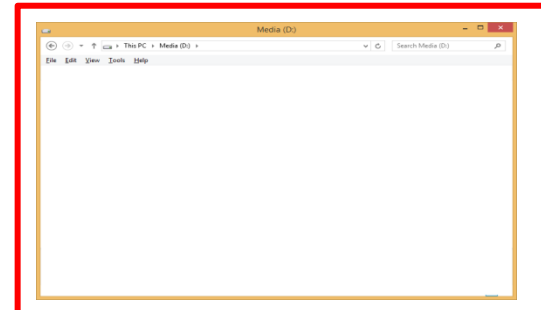 Media (D:)
This PC Media (D:) Search Media (D:)
File Edit View Tools Help